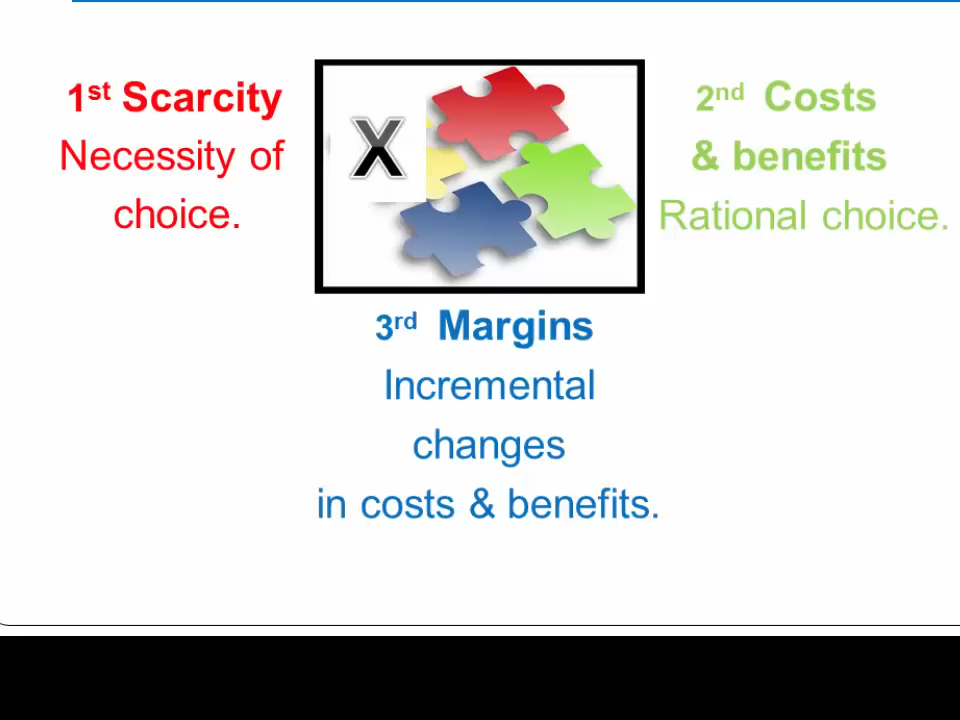 1st Scarcity
Necessity of
choice.
X
2nd Costs
& benefits
Rational choice.
3rd Margins
Incremental
changes
in costs & benefits.